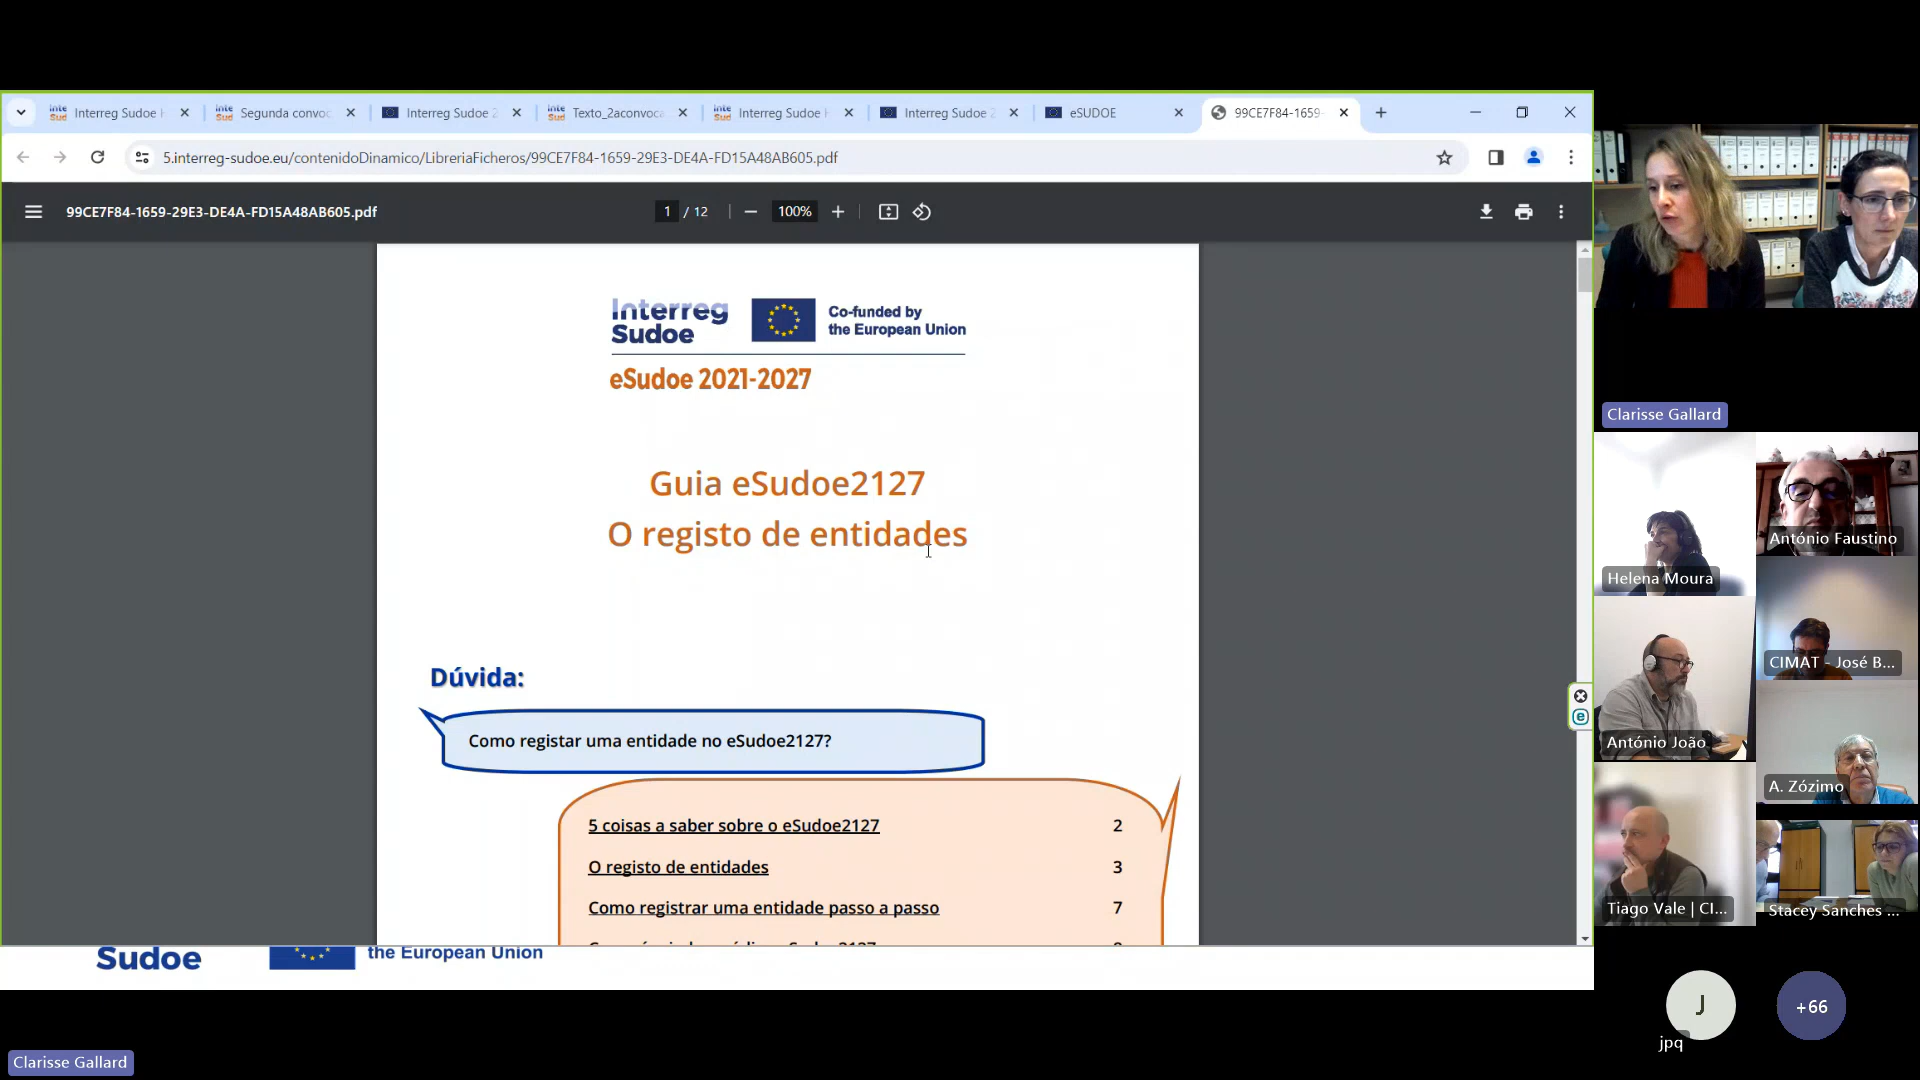 Interreg Sudoe
Segunda convoc
Interreg Sudoe 2
Texto_2aconvoca
Interreg Sudoe
Interreg Sudoe 2
eSUDOE
99CE7F84-1659-
5.interreg-sudoe.eu/contenidoDinamico/LibreriaFicheros/99CE7F84-1659-29E3-DE4A-FD15A48AB605.pdf
99CE7F84-1659-29E3-DE4A-FD15A48AB605.pdf
1 / 12
100%
Interreg
Sudoe
Co-funded by
the European Union
eSudoe 2021-2027
Guia eSudoe2127
O registo de entidades
Dúvida:
Como registar uma entidade no eSudoe2127?
5 coisas a saber sobre o eSudoe2127 2
O registo de entidades 3
Como registrar uma entidade passo a passo 7
Sudoe
the European Union
Clarisse Gallard
Clarisse Gallard
Helena Moura
António Faustino
CIMAT - José B...
António João
A. Zózimo
Tiago Vale | CI...
Stacey Sanches ...
J
jpq
+66